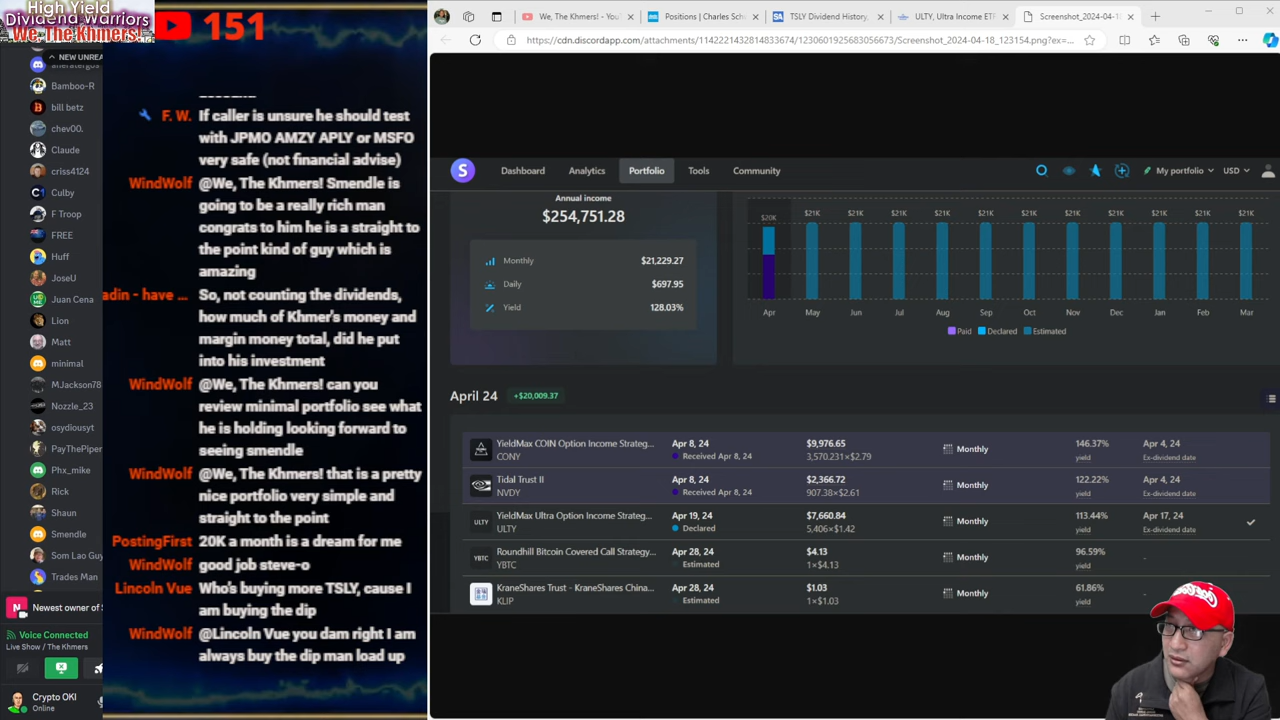 High Yield
Dividend Warriors
We, The Khmers!
151
NEW UNREA
Bamboo-R
bill betz
chev00.
Claude
criss4124
Culby
F Troop
FREE
Huff
JoseU
Juan Cena
Lion
Matt
minimal
MJackson78
Nozzle_23
osydiousyt
PayThePiper
Phx_mike
Rick
Shaun
Smendle
Som Lao Guy
Trades Man
Newest owner of S
Voice Connected
Live Show / The Khmers
Crypto OKI
Online
F. W. If caller is unsure he should test
with JPMO AMZY APLY or MSFO
very safe (not financial advise)
WindWolf @We, The Khmers! Smendle is
going to be a really rich man
congrats to him he is a straight to
the point kind of guy which is
amazing
adin - have ... So, not counting the dividends,
how much of Khmer's money and
margin money total, did he put
into his investment
WindWolf @We, The Khmers! can you
review minimal portfolio see what
he is holding looking forward to
seeing smendle
WindWolf @We, The Khmers! that is a pretty
nice portfolio very simple and
straight to the point
PostingFirst 20K a month is a dream for me
WindWolf good job steve-o
Lincoln Vue Who's buying more TSLY, cause I
am buying the dip
WindWolf @Lincoln Vue you dam right I am
always buy the dip man load up
We, The Khmers! - You
Positions | Charles Sch
TSLY Dividend History,
ULTY, Ultra Income ETF
Screenshot_2024-04-18_
https://cdn.discordapp.com/attachments/1142221432814833674/1230601925683056673/Screenshot_2024-04-18_123154.png?ex=...
S Dashboard Analytics Portfolio Tools Community My portfolio USD
Annual income
$254,751.28
Monthly $21,229.27
Daily $697.95
Yield 128.03%
$20K $21K $21K $21K $21K $21K $21K $21K $21K $21K $21K $21K
Apr May Jun Jul Aug Sep Oct Nov Dec Jan Feb Mar
Paid Declared Estimated
April 24 +$20,009.37
YieldMax COIN Option Income Strateg... Apr 8, 24 $9,976.65 Monthly 146.37% Apr 4, 24
CONY Received Apr 8, 24 3,570.231×$2.79 yield Ex-dividend date
Tidal Trust II Apr 8, 24 $2,366.72 Monthly 122.22% Apr 4, 24
NVDY Received Apr 8, 24 907.38×$2.61 yield Ex-dividend date
ULTY YieldMax Ultra Option Income Strateg... Apr 19, 24 $7,660.84 Monthly 113.44% Apr 17, 24
ULTY Declared 5,406×$1.42 yield Ex-dividend date
YBTC Roundhill Bitcoin Covered Call Strategy... Apr 28, 24 $4.13 Monthly 96.59% -
YBTC Estimated 1×$4.13 yield
KraneShares Trust - KraneShares China... Apr 28, 24 $1.03 Monthly 61.86% -
KLIP Estimated 1×$1.03 yield